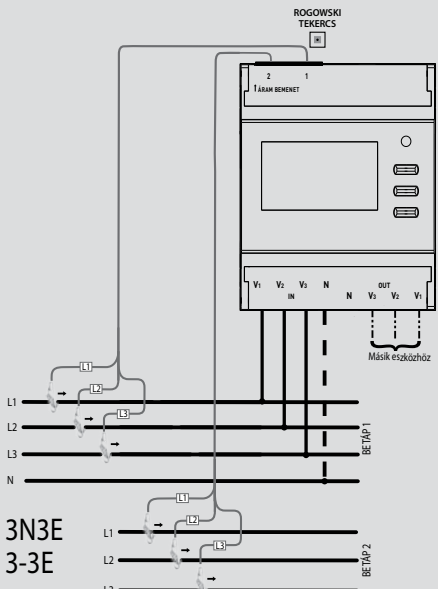 ROGOWSKI
TEKERCS
2 1
I ÁRAM BEMENET
V1 V2 V3 N OUT
IN N V3 V2 V1
Másik eszközhöz
L1
L2
L1
L3
L2
L3
BETÁP 1
N
L1
L2
3N3E
L1
L3
3-3E
L2
BETÁP 2
L3